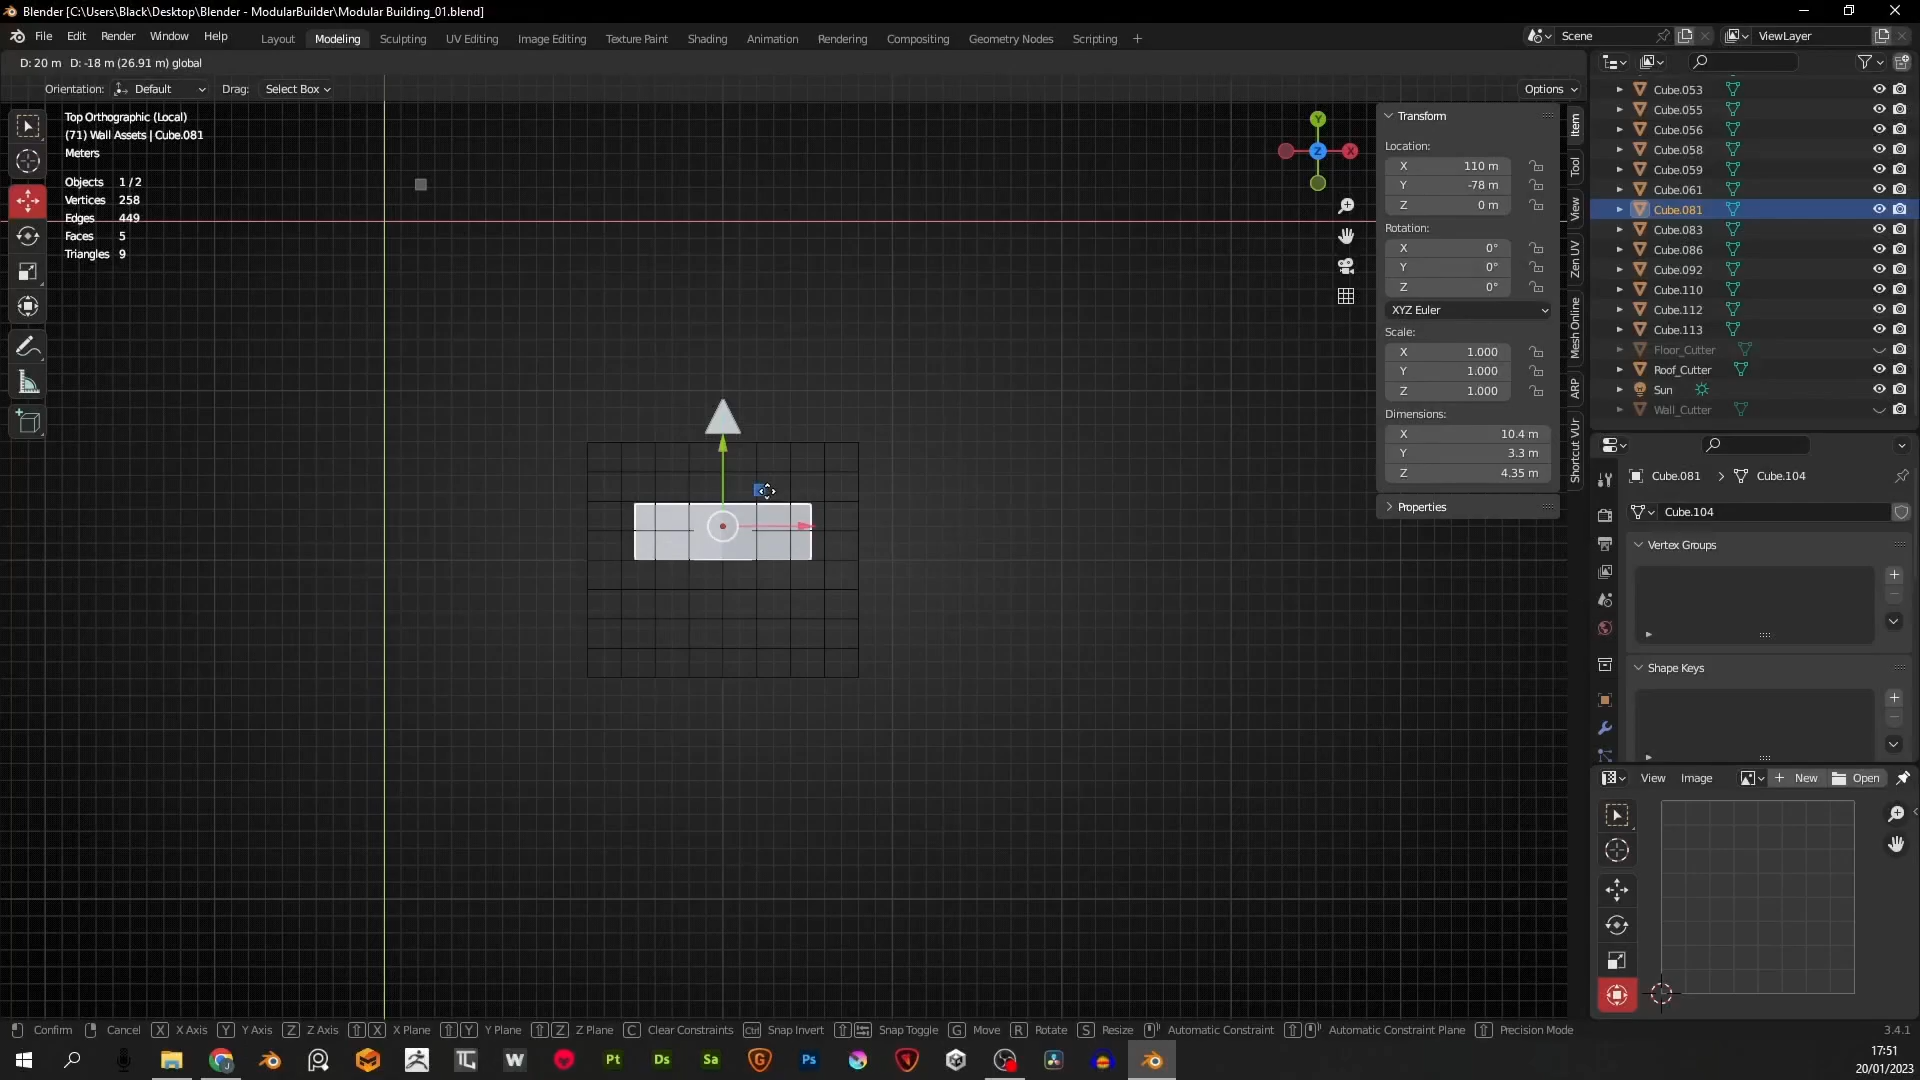 Blender [C:\Users\Black\Desktop\Blender - ModularBuilder\Modular Building_01.blend]
File Edit Render Window Help Layout Modeling Sculpting UV Editing Image Editing Texture Paint Shading Animation Rendering Compositing Geometry Nodes Scripting + Scene ViewLayer
D: 20 m D: -18 m (26.91 m) global
Orientation: Default Drag: Select Box Options
Top Orthographic (Local)
(71) Wall Assets | Cube.081
Meters
Objects 1 / 2
Vertices 258
Edges 449
Faces 5
Triangles 9
Y
Z X
Transform
Location:
X 110 m
Y -78 m
Z 0 m
Rotation:
X 0°
Y 0°
Z 0°
XYZ Euler
Scale:
X 1.000
Y 1.000
Z 1.000
Dimensions:
X 10.4 m
Y 3.3 m
Z 4.35 m
Properties
Item
Tool
View
Zen UV
Mesh Online
ARP
Shortcut VUr
Cube.053
Cube.055
Cube.056
Cube.058
Cube.059
Cube.061
Cube.081
Cube.083
Cube.086
Cube.092
Cube.110
Cube.112
Cube.113
Floor_Cutter
Roof_Cutter
Sun
Wall_Cutter
Cube.081 > Cube.104
Cube.104
Vertex Groups
Shape Keys
View Image + New Open
Confirm Cancel X X Axis Y Y Axis Z Z Axis X X Plane Y Y Plane Z Z Plane C Clear Constraints Ctrl Snap Invert Snap Toggle G Move R Rotate S Resize Automatic Constraint Automatic Constraint Plane Precision Mode 3.4.1
W Pt Ds Sa Ps
17:51
20/01/2023